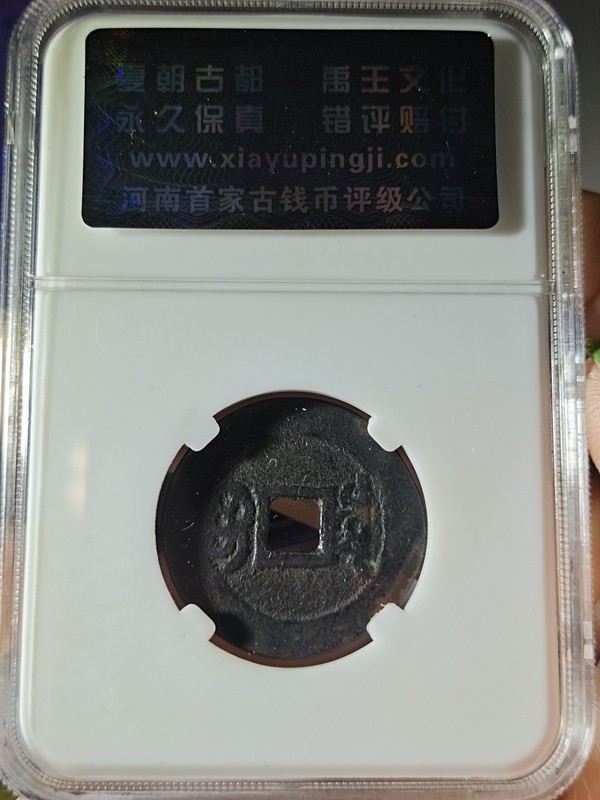 夏朝古都 禹王文化
永久保真 错评赔付
www.xiayupingji.com
河南首家古钱币评级公司